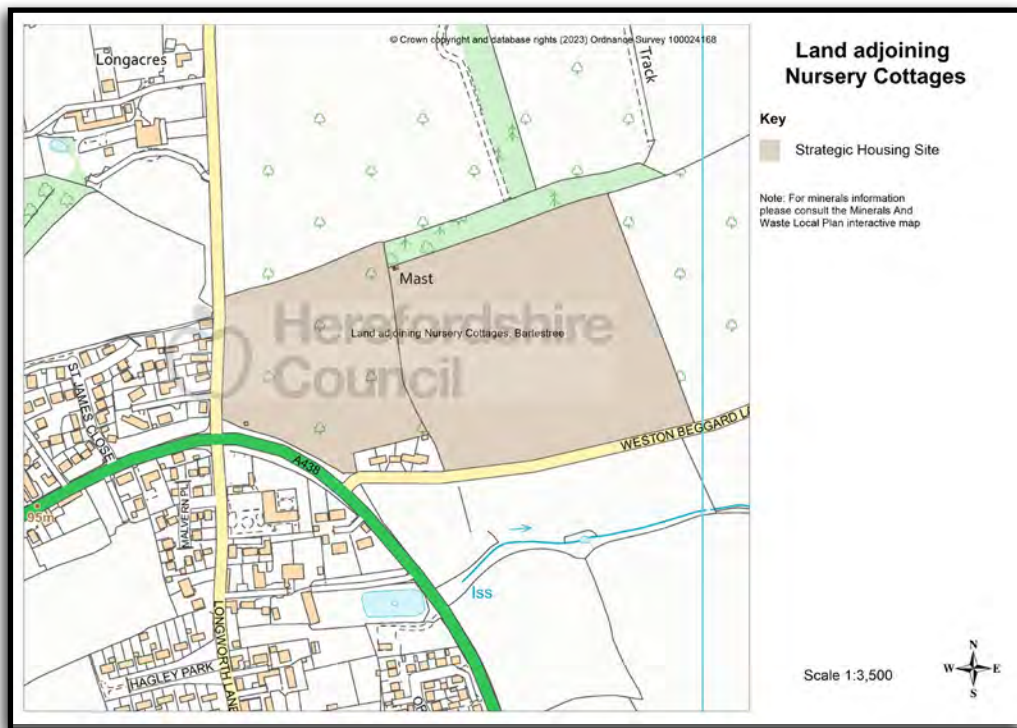 © Crown copyright and database rights (2023) Ordnance Survey 100024168
Longacres
Track
Mast
Herefordshire
Council
Land adjoining Nursery Cottages, Bartestree
ST JAMES CLOSE
A438
WESTON BEGGARD LA
95m
MALVERN PL
LONGWORTH LANE
Iss
HAGLEY PARK
Land adjoining
Nursery Cottages
Key
Strategic Housing Site
Note: For minerals information
please consult the Minerals And
Waste Local Plan interactive map
Scale 1:3,500
N
W
E
S